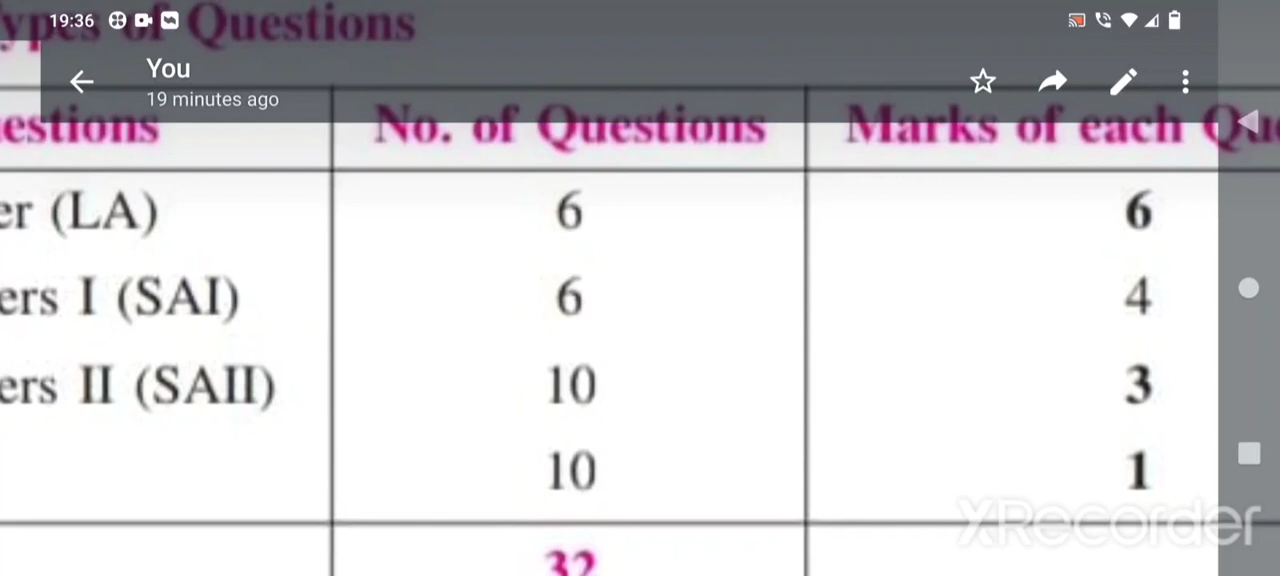 19:36
ypes of Questions
You
19 minutes ago
estions No. of Questions Marks of each Que
er (LA) 6 6
ers I (SAI) 6 4
ers II (SAII) 10 3
10 1
XRecorder
32